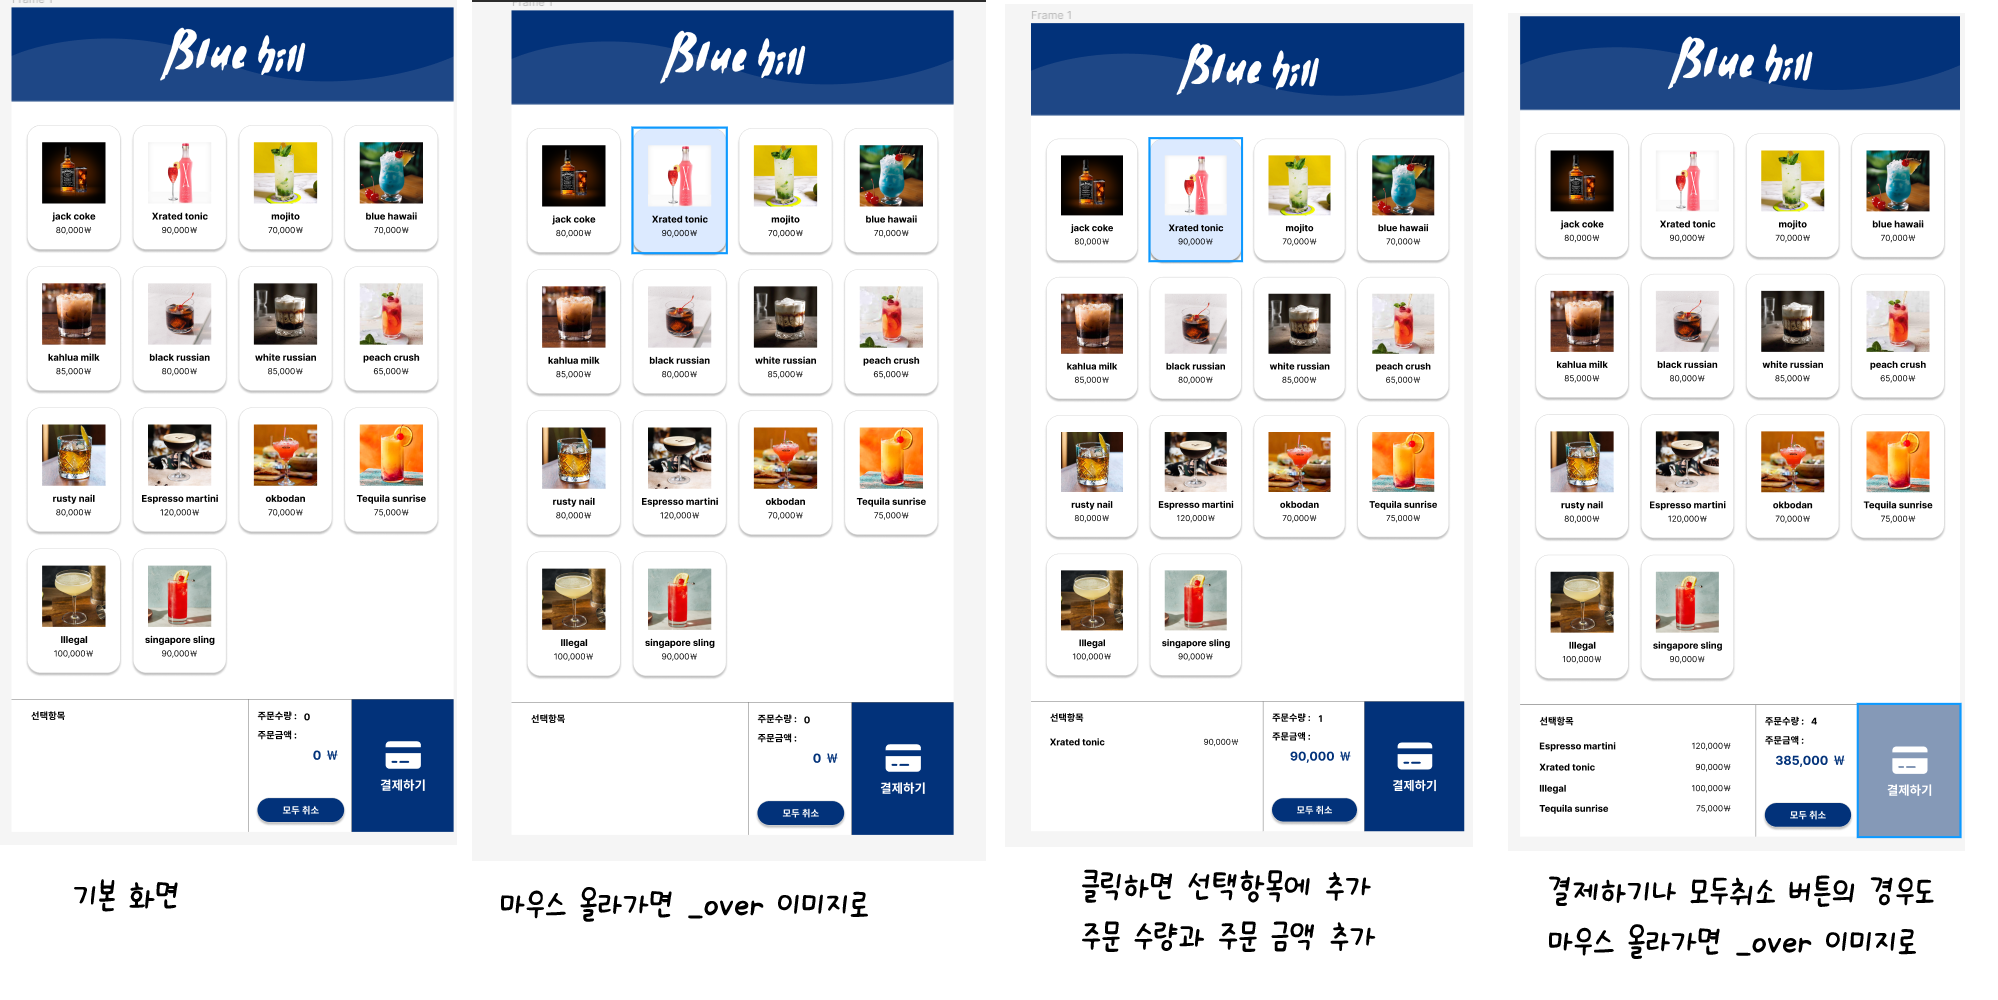 Frame 1
Blue hill
jack coke
80,000₩
Xrated tonic
90,000₩
mojito
70,000₩
blue hawaii
70,000₩
kahlua milk
85,000₩
black russian
80,000₩
white russian
85,000₩
peach crush
65,000₩
rusty nail
80,000₩
Espresso martini
120,000₩
okbodan
70,000₩
Tequila sunrise
75,000₩
Illegal
100,000₩
singapore sling
90,000₩
선택항목
주문수량 : 0
주문금액 :
0 ₩
모두 취소
결제하기
기본 화면
Frame 1
Blue hill
jack coke
80,000₩
Xrated tonic
90,000₩
mojito
70,000₩
blue hawaii
70,000₩
kahlua milk
85,000₩
black russian
80,000₩
white russian
85,000₩
peach crush
65,000₩
rusty nail
80,000₩
Espresso martini
120,000₩
okbodan
70,000₩
Tequila sunrise
75,000₩
Illegal
100,000₩
singapore sling
90,000₩
선택항목
주문수량 : 0
주문금액 :
0 ₩
모두 취소
결제하기
마우스 올라가면 _over 이미지로
Frame 1
Blue hill
jack coke
80,000₩
Xrated tonic
90,000₩
mojito
70,000₩
blue hawaii
70,000₩
kahlua milk
85,000₩
black russian
80,000₩
white russian
85,000₩
peach crush
65,000₩
rusty nail
80,000₩
Espresso martini
120,000₩
okbodan
70,000₩
Tequila sunrise
75,000₩
Illegal
100,000₩
singapore sling
90,000₩
선택항목
Xrated tonic 90,000₩
주문수량 : 1
주문금액 :
90,000 ₩
모두 취소
결제하기
클릭하면 선택항목에 추가
주문 수량과 주문 금액 추가
Blue hill
jack coke
80,000₩
Xrated tonic
90,000₩
mojito
70,000₩
blue hawaii
70,000₩
kahlua milk
85,000₩
black russian
80,000₩
white russian
85,000₩
peach crush
65,000₩
rusty nail
80,000₩
Espresso martini
120,000₩
okbodan
70,000₩
Tequila sunrise
75,000₩
Illegal
100,000₩
singapore sling
90,000₩
선택항목
Espresso martini 120,000₩
Xrated tonic 90,000₩
Illegal 100,000₩
Tequila sunrise 75,000₩
주문수량 : 4
주문금액 :
385,000 ₩
모두 취소
결제하기
결제하기나 모두취소 버튼의 경우도
마우스 올라가면 _over 이미지로